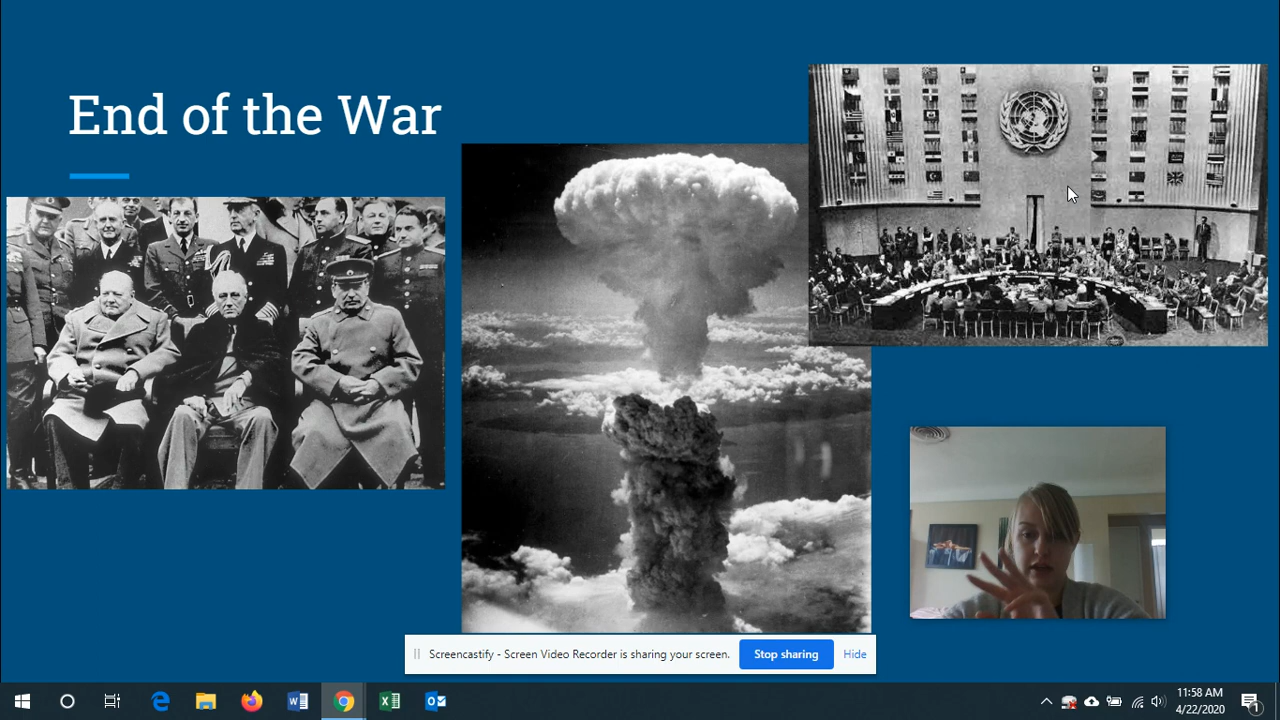 End of the War
Screencastify - Screen Video Recorder is sharing your screen.
Stop sharing
Hide
11:58 AM
4/22/2020
1